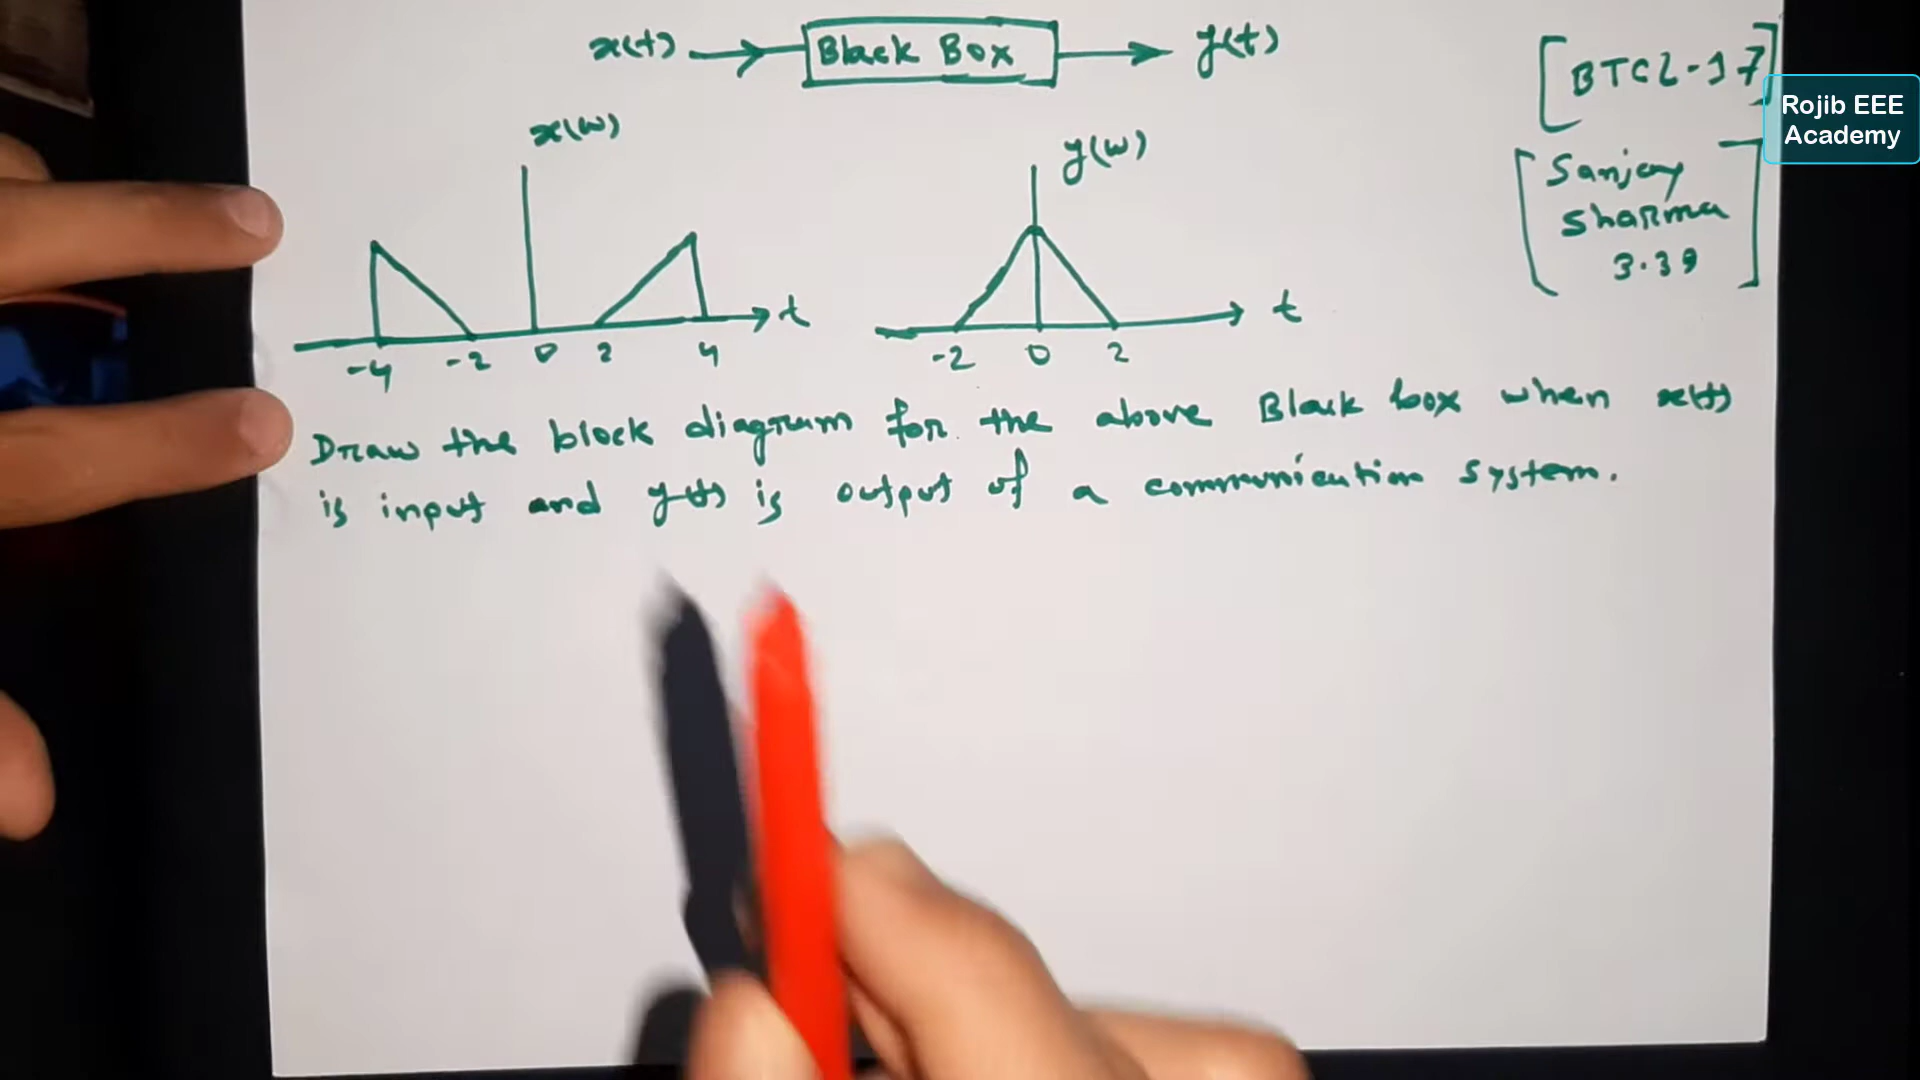 x(t) Black Box y(t)
[BTCL-17]
Rojib EEE
Academy
x(w)
y(w)
[Sanjay
Sharma
3.39]
t
t
-4 -2 0 2 4
-2 0 2
Draw the block diagram for the above Black box when x(t)
is input and y(t) is output of a communication system.